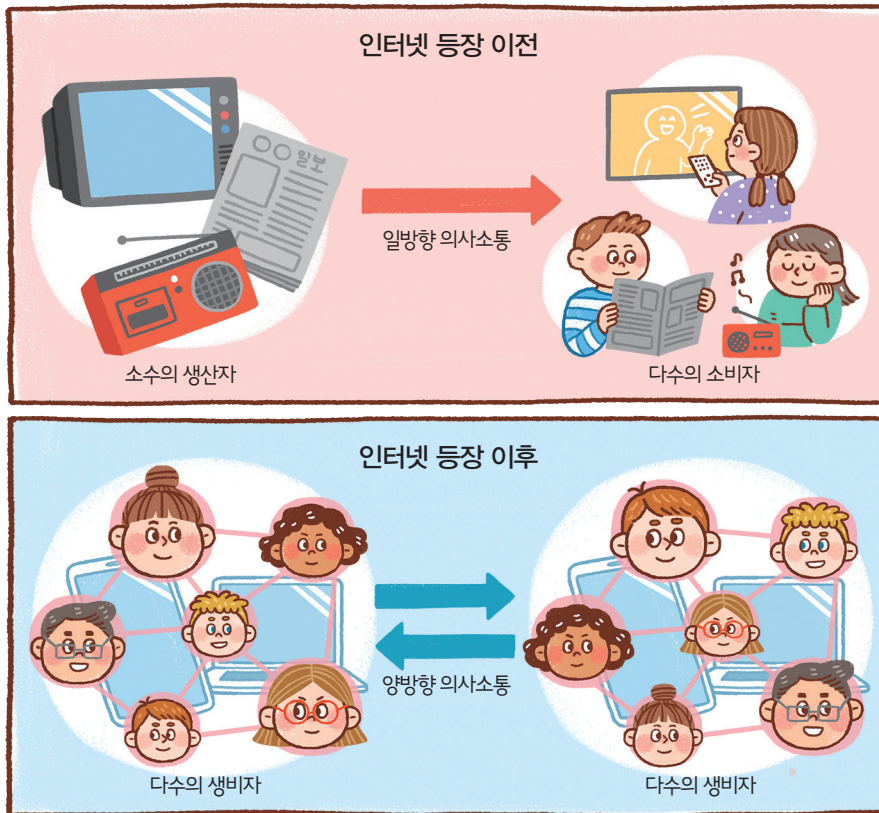 인터넷 등장 이전
일보
일방향 의사소통
소수의 생산자
다수의 소비자
인터넷 등장 이후
양방향 의사소통
다수의 생비자
다수의 생비자